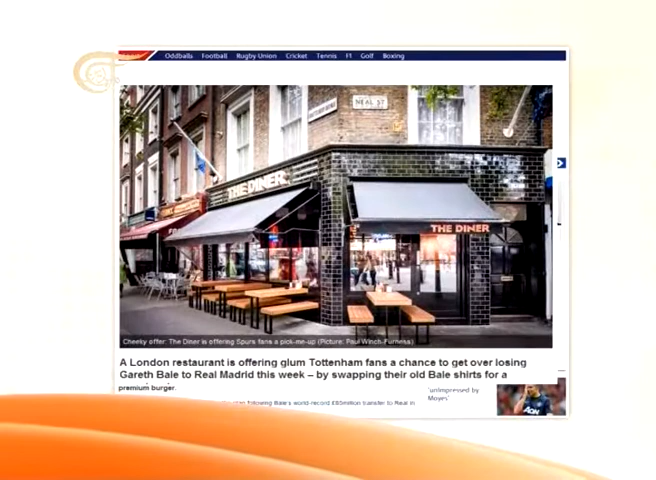 Oddballs Football Rugby Union Cricket Tennis F1 Golf Boxing
NEAL ST
THE DINER
THE DINER
Cheeky offer: The Diner is offering Spurs fans a pick-me-up (Picture: Paul Winch-Furness)
A London restaurant is offering glum Tottenham fans a chance to get over losing
Gareth Bale to Real Madrid this week – by swapping their old Bale shirts for a
premium burger.
following Bale's world-record £85million transfer to Real in
'unimpressed by
Moyes'
AON